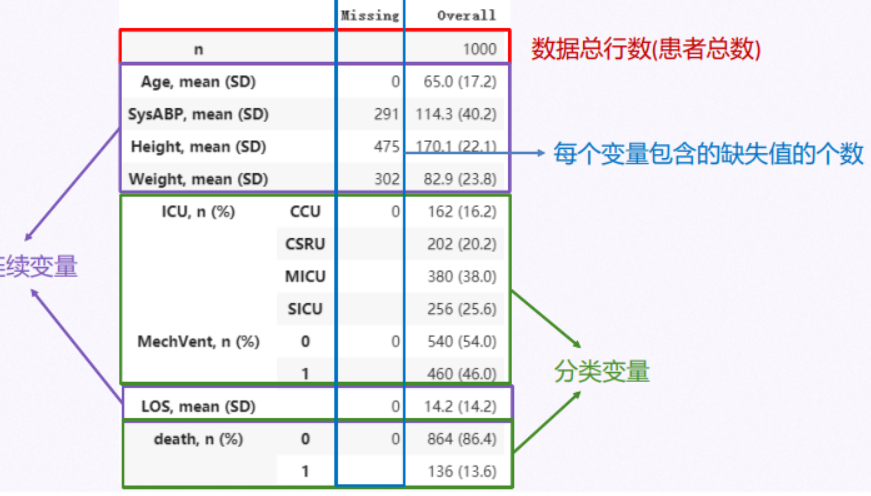 Missing Overall
n 1000 数据总行数(患者总数)
Age, mean (SD) 0 65.0 (17.2)
SysABP, mean (SD) 291 114.3 (40.2)
Height, mean (SD) 475 170.1 (22.1) 每个变量包含的缺失值的个数
Weight, mean (SD) 302 82.9 (23.8)
ICU, n (%) CCU 0 162 (16.2)
CSRU 202 (20.2)
续变量
MICU 380 (38.0)
SICU 256 (25.6)
MechVent, n (%) 0 0 540 (54.0)
1 460 (46.0) 分类变量
LOS, mean (SD) 0 14.2 (14.2)
death, n (%) 0 0 864 (86.4)
1 136 (13.6)